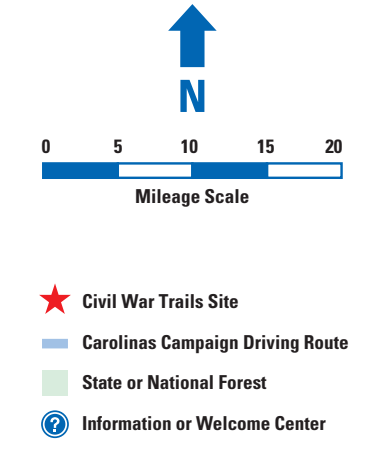 N
0 5 10 15 20
Mileage Scale
Civil War Trails Site
Carolinas Campaign Driving Route
State or National Forest
? Information or Welcome Center